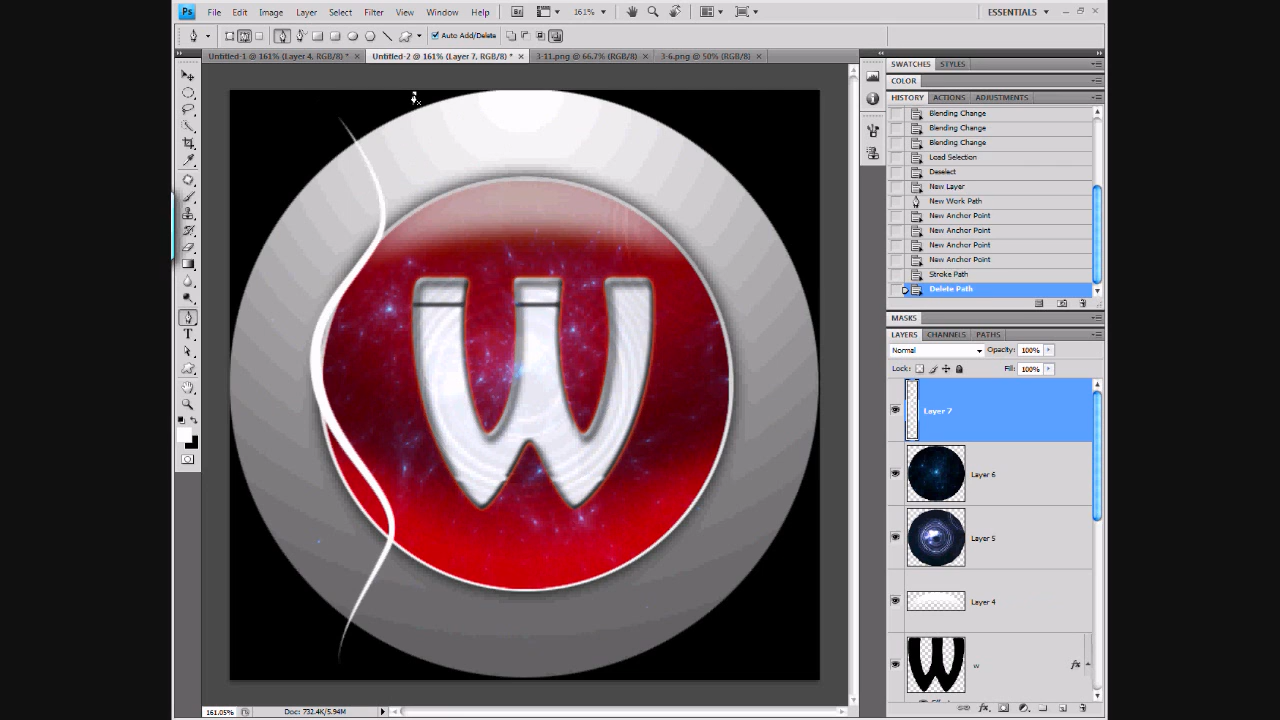 Ps File Edit Image Layer Select Filter View Window Help Br 161% ESSENTIALS
Auto Add/Delete
Untitled-1 @ 161% (Layer 4, RGB/8) * × Untitled-2 @ 161% (Layer 7, RGB/8) * × 3-11.png @ 66.7% (RGB/8) × 3-6.png @ 50% (RGB/8) ×
SWATCHES STYLES
COLOR
HISTORY ACTIONS ADJUSTMENTS
Blending Change
Blending Change
Blending Change
Load Selection
Deselect
New Layer
New Work Path
New Anchor Point
New Anchor Point
New Anchor Point
New Anchor Point
Stroke Path
Delete Path
MASKS
LAYERS CHANNELS PATHS
Normal Opacity: 100%
Lock: Fill: 100%
Layer 7
Layer 6
Layer 5
Layer 4
w fx
W
161.05% Doc: 732.4K/5.94M